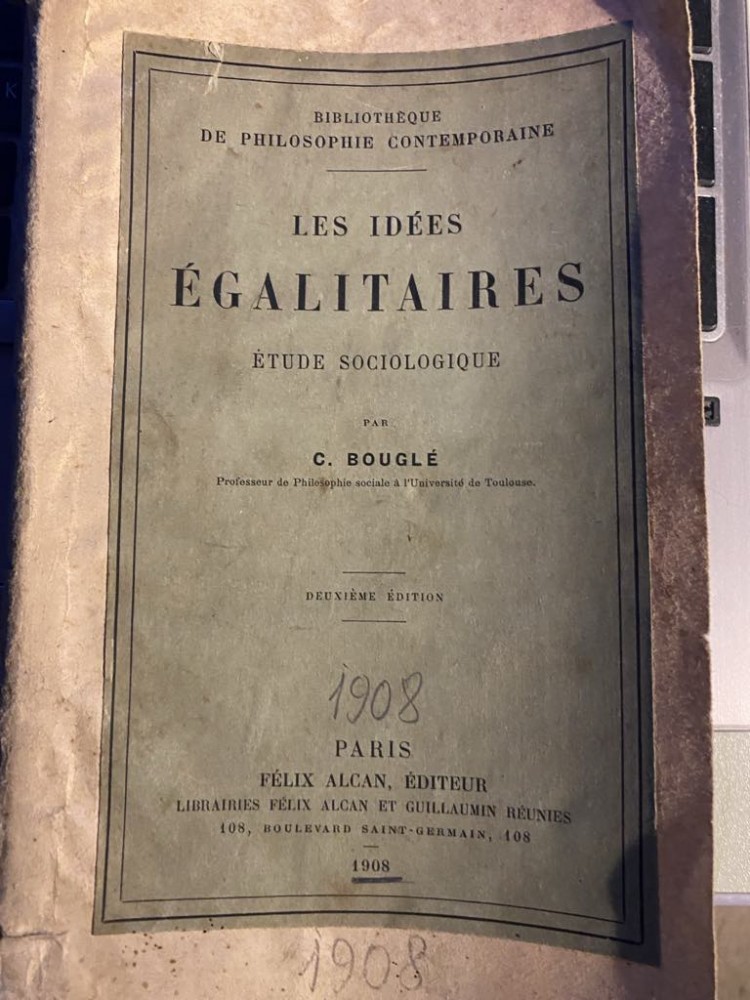 BIBLIOTHÈQUE
DE PHILOSOPHIE CONTEMPORAINE
LES IDÉES
ÉGALITAIRES
ÉTUDE SOCIOLOGIQUE
PAR
C. BOUGLÉ
Professeur de Philosophie sociale à l'Université de Toulouse.
DEUXIÈME ÉDITION
1908
PARIS
FÉLIX ALCAN, ÉDITEUR
LIBRAIRIES FÉLIX ALCAN ET GUILLAUMIN RÉUNIES
108, BOULEVARD SAINT-GERMAIN, 108
1908
1908
K